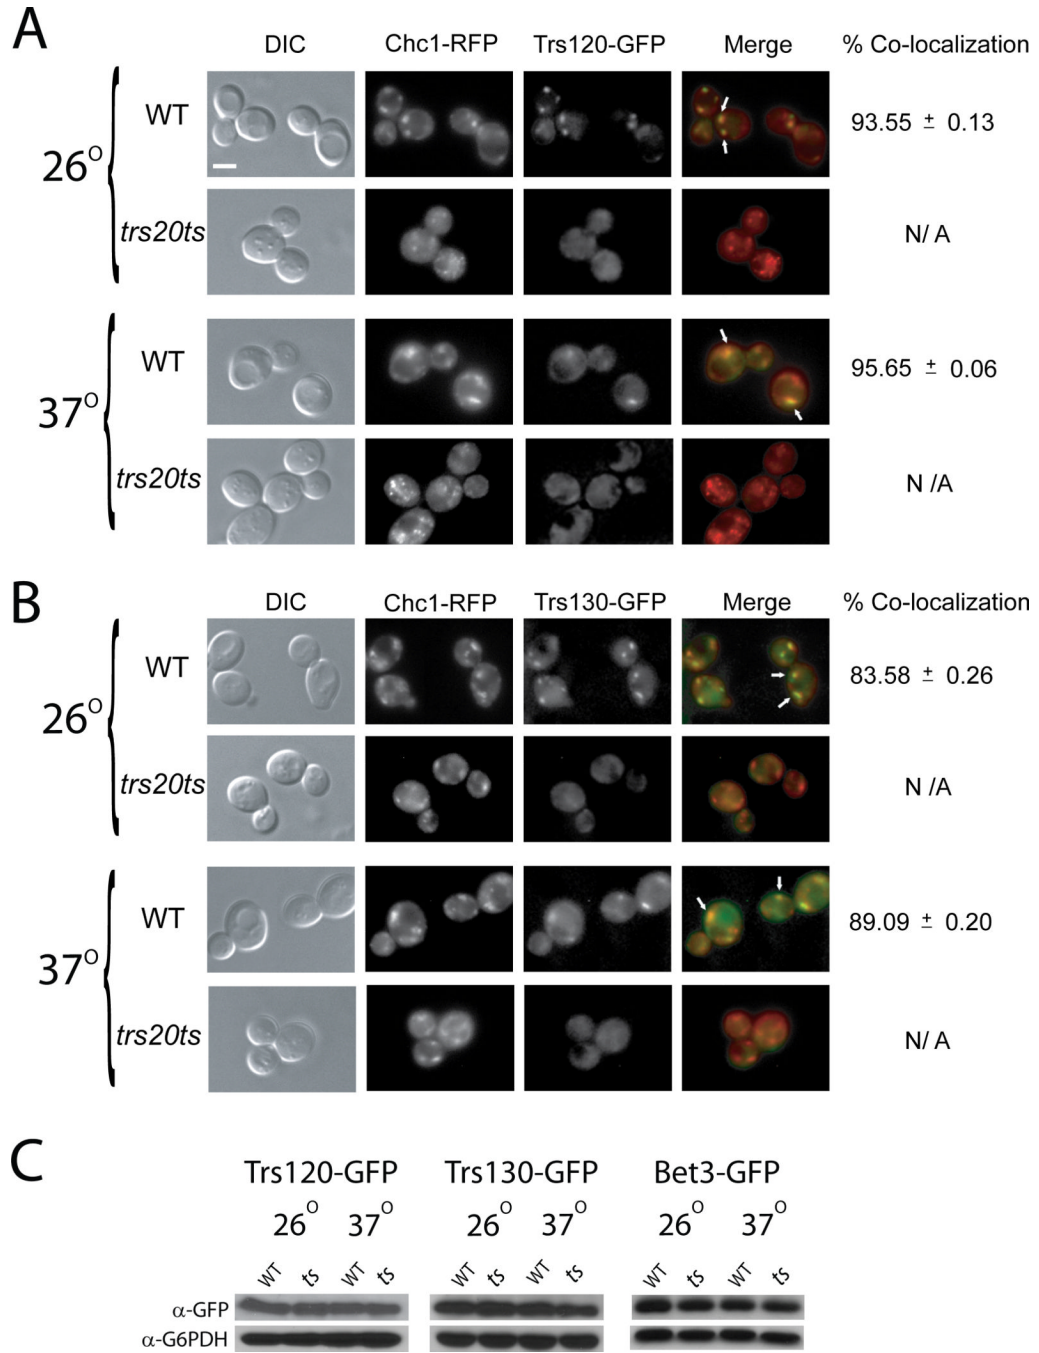 A
DIC Chc1-RFP Trs120-GFP Merge % Co-localization
26° WT 93.55 ± 0.13
trs20ts N/ A
37° WT 95.65 ± 0.06
trs20ts N /A
B
DIC Chc1-RFP Trs130-GFP Merge % Co-localization
26° WT 83.58 ± 0.26
trs20ts N /A
37° WT 89.09 ± 0.20
trs20ts N/ A
C
Trs120-GFP Trs130-GFP Bet3-GFP
26° 37° 26° 37° 26° 37°
WT ts WT ts WT ts WT ts WT ts WT ts
α-GFP
α-G6PDH